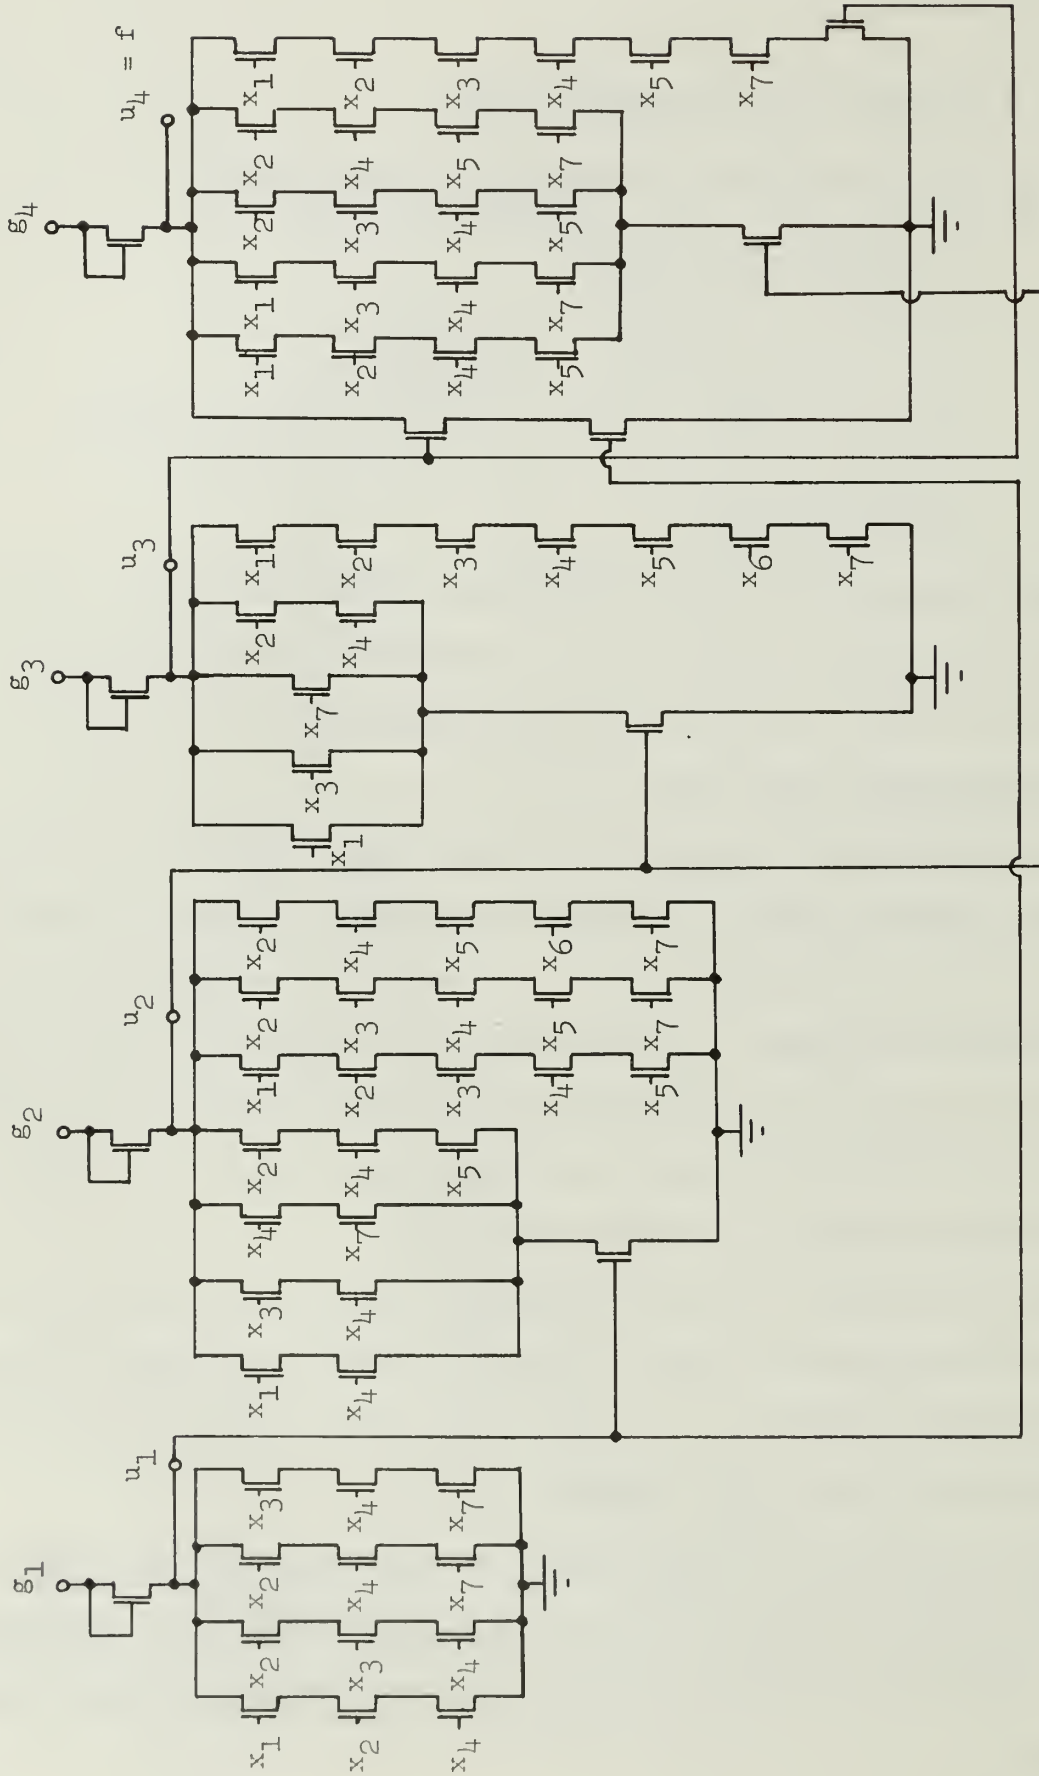 g₁
u₁
x₁
x₂
x₄
x₂
x₃
x₄
x₂
x₄
x₇
x₃
x₄
x₇
g₂
u₂
x₁
x₄
x₃
x₄
x₄
x₇
x₂
x₄
x₅
x₁
x₂
x₃
x₄
x₅
x₂
x₃
x₄
x₅
x₇
x₂
x₄
x₅
x₆
x₇
g₃
u₃
x₁
x₃
x₇
x₂
x₄
x₁
x₂
x₃
x₄
x₅
x₆
x₇
g₄
u₄ = f
x₁
x₂
x₄
x₅
x₁
x₃
x₄
x₇
x₂
x₃
x₄
x₅
x₂
x₄
x₅
x₇
x₁
x₂
x₃
x₄
x₅
x₇